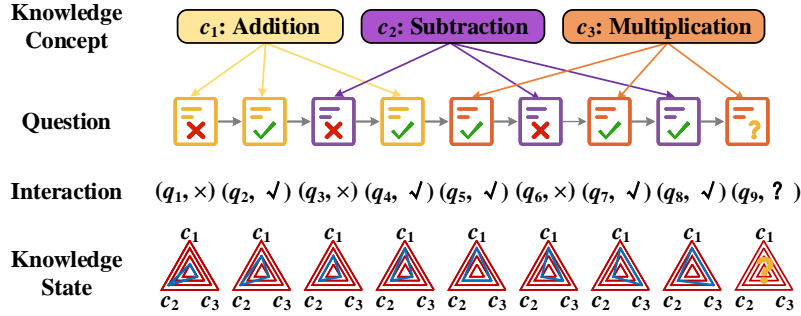 Knowledge Concept
c₁: Addition
c₂: Subtraction
c₃: Multiplication
Question
?
Interaction
(q₁, ×) (q₂, √) (q₃, ×) (q₄, √) (q₅, √) (q₆, ×) (q₇, √) (q₈, √) (q₉, ? )
Knowledge State
c₁ c₁ c₁ c₁ c₁ c₁ c₁ c₁ c₁
?
c₂ c₃ c₂ c₃ c₂ c₃ c₂ c₃ c₂ c₃ c₂ c₃ c₂ c₃ c₂ c₃ c₂ c₃